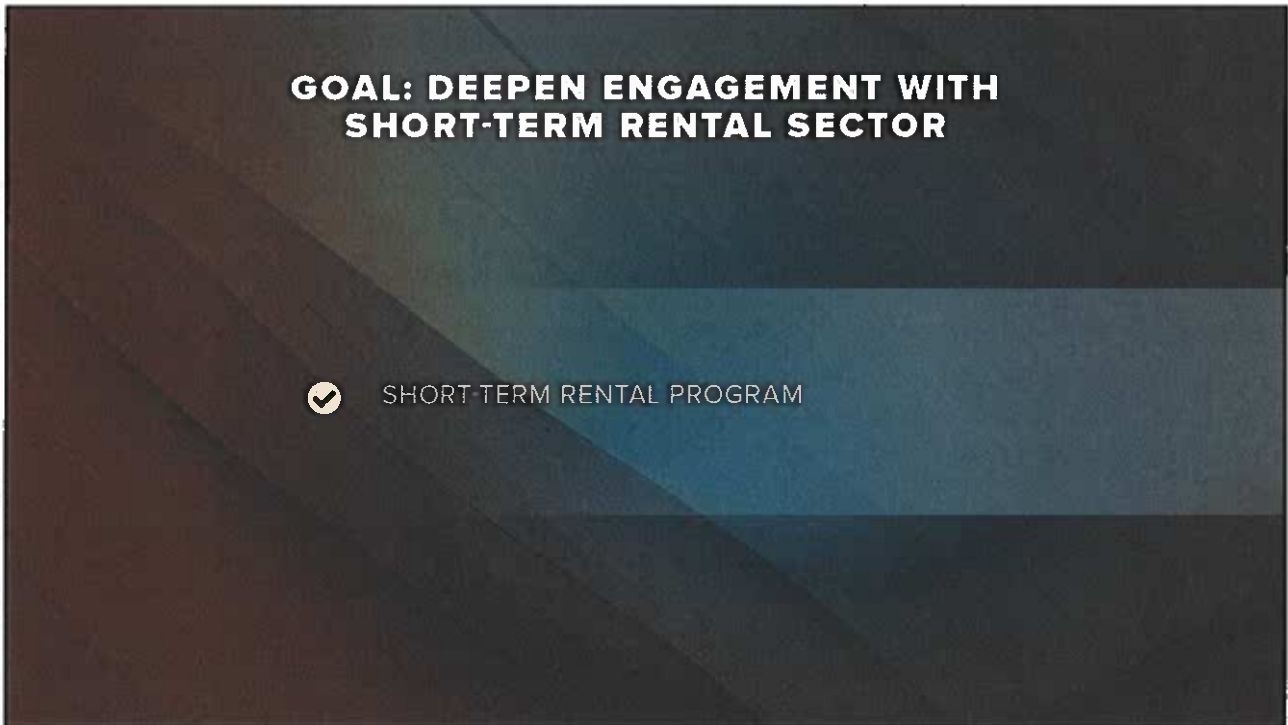 GOAL: DEEPEN ENGAGEMENT WITH
SHORT-TERM RENTAL SECTOR
SHORT-TERM RENTAL PROGRAM